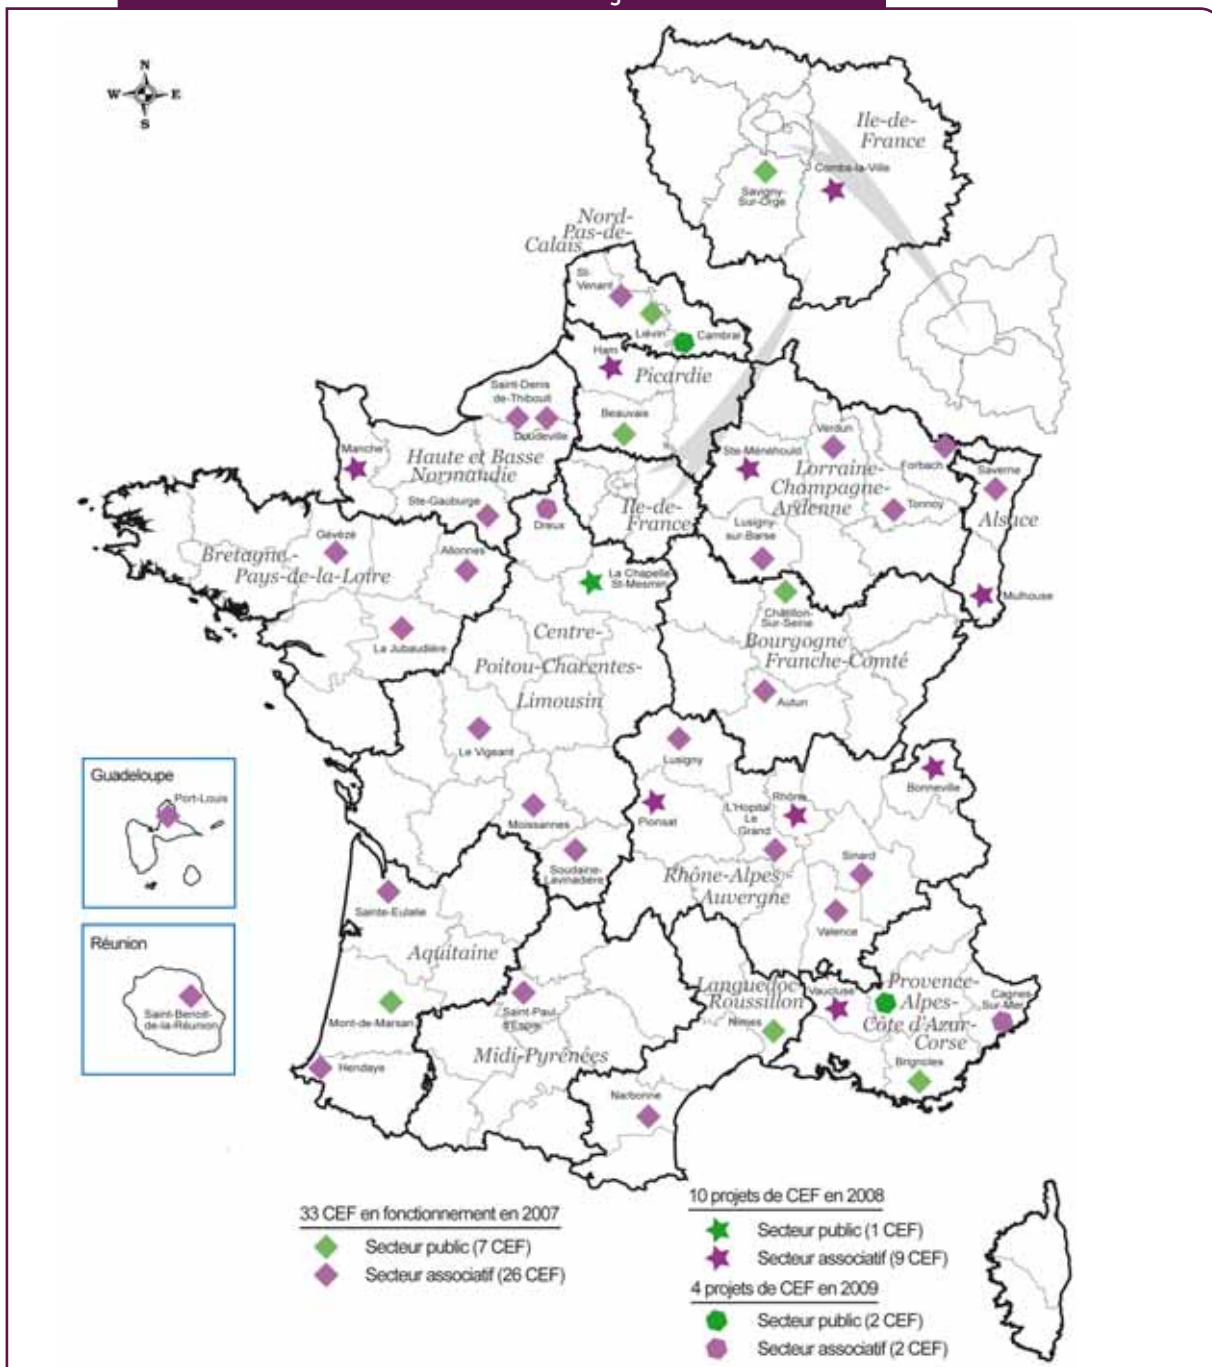 N
W
E
S
Ile-de-
France
Combs-la-Ville
Savigny-
Sur-Orge
Nord-
Pas-de-
Calais
St-
Venant
Liévin
Cambrai
Ham
Picardie
Saint-Denis
de-Thiboult
Doudeville
Beauvais
Manche
Haute et Basse
Normandie
Ste-Gauburge
Dreux
Ile-de-
France
Ste-Ménéhould
Verdun
Forbach
Saverne
Lorraine-
Champagne-
Ardenne
Tonnoy
Alsace
Lusigny-
sur-Barse
Mulhouse
Gévézé
Allonnes
Bretagne-
Pays-de-la-Loire
La Jubaudière
La Chapelle
St-Mesmin
Châtillon-
Sur-Seine
Centre-
Poitou-Charentes-
Limousin
Bourgogne
Franche-Comté
Autun
Le Vigeant
Lusigny
Bonneville
Pionsat
Rhône
L'Hopital
Le
Grand
Moissannes
Soudaine-
Lavinadière
Sinard
Rhône-Alpes-
Auvergne
Valence
Guadeloupe
Port-Louis
Réunion
Saint-Benoit-
de-la-Réunion
Sainte-Eulalie
Aquitaine
Mont-de-Marsan
Hendaye
Saint-Paul
d'Espis
Midi-Pyrénées
Languedoc-
Roussillon
Nimes
Narbonne
Vaucluse
Provence-
Alpes-
Côte d'Azur-
Corse
Cagnes-
Sur-Mer
Brignoles
33 CEF en fonctionnement en 2007
Secteur public (7 CEF)
Secteur associatif (26 CEF)
10 projets de CEF en 2008
Secteur public (1 CEF)
Secteur associatif (9 CEF)
4 projets de CEF en 2009
Secteur public (2 CEF)
Secteur associatif (2 CEF)